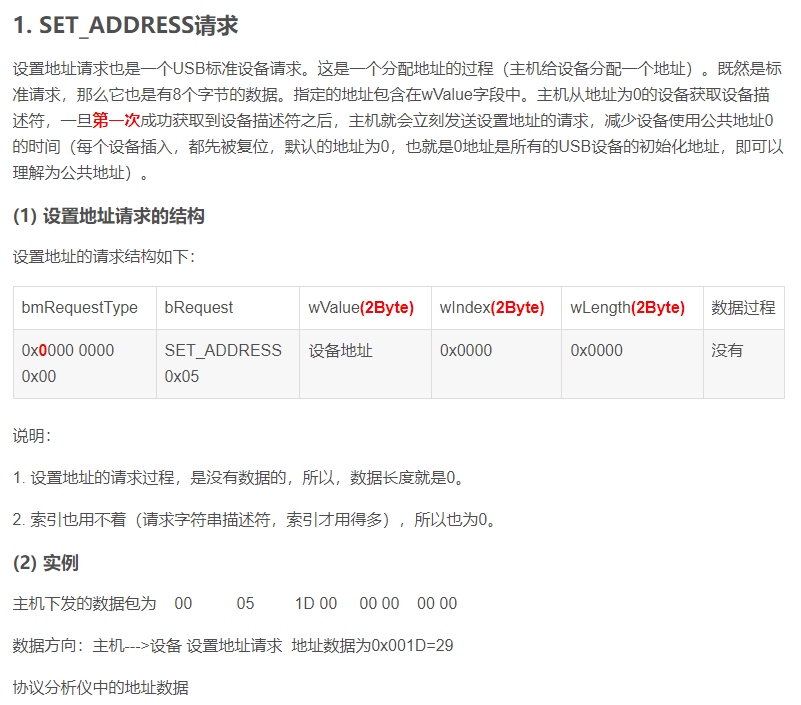 1. SET_ADDRESS请求
设置地址请求也是一个USB标准设备请求。这是一个分配地址的过程（主机给设备分配一个地址）。既然是标
准请求，那么它也是有8个字节的数据。指定的地址包含在wValue字段中。主机从地址为0的设备获取设备描
述符，一旦第一次成功获取到设备描述符之后，主机就会立刻发送设置地址的请求，减少设备使用公共地址0
的时间（每个设备插入，都先被复位，默认的地址为0，也就是0地址是所有的USB设备的初始化地址，即可以
理解为公共地址）。
(1) 设置地址请求的结构
设置地址的请求结构如下：
bmRequestType bRequest wValue(2Byte) wIndex(2Byte) wLength(2Byte) 数据过程
0x0000 0000 SET_ADDRESS 设备地址 0x0000 0x0000 没有
0x00 0x05
说明：
1. 设置地址的请求过程，是没有数据的，所以，数据长度就是0。
2. 索引也用不着（请求字符串描述符，索引才用得多），所以也为0。
(2) 实例
主机下发的数据包为 00 05 1D 00 00 00 00 00
数据方向：主机--->设备 设置地址请求 地址数据为0x001D=29
协议分析仪中的地址数据